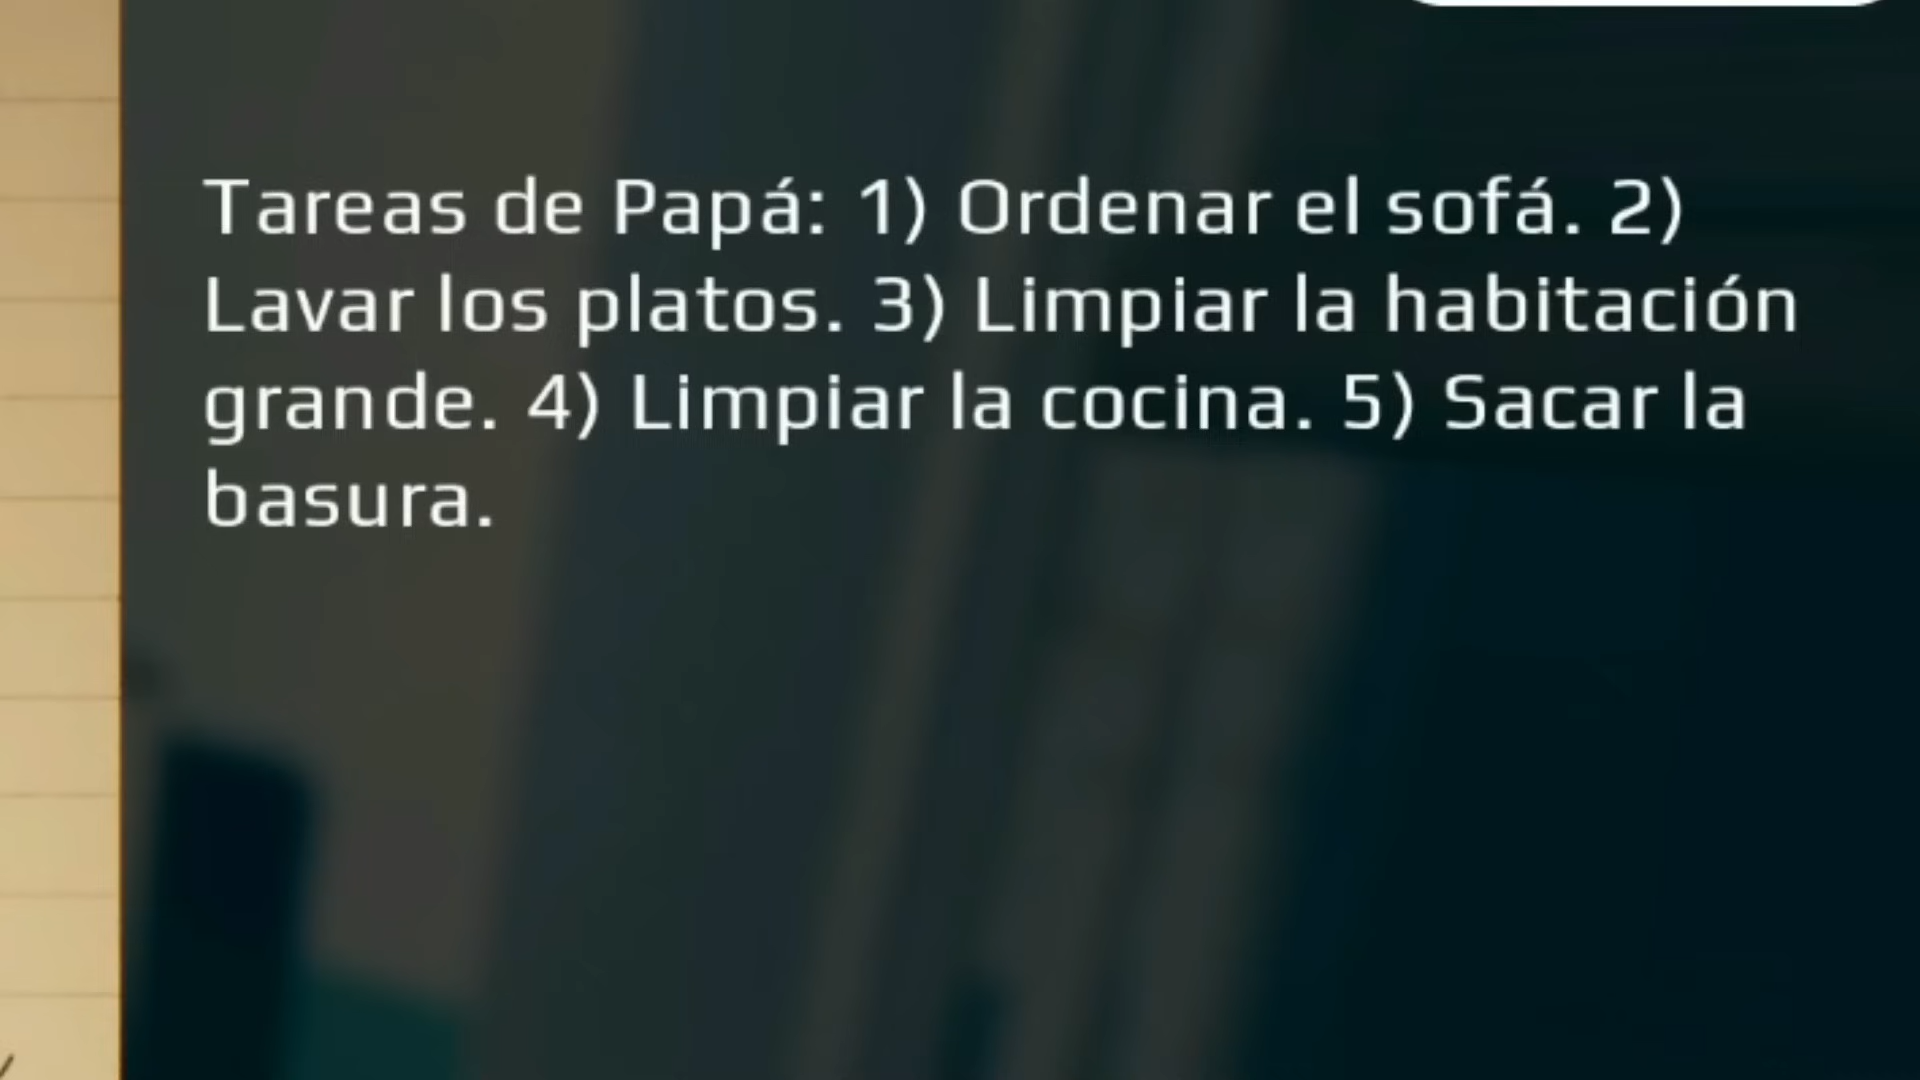 Tareas de Papá: 1) Ordenar el sofá. 2)
Lavar los platos. 3) Limpiar la habitación
grande. 4) Limpiar la cocina. 5) Sacar la
basura.